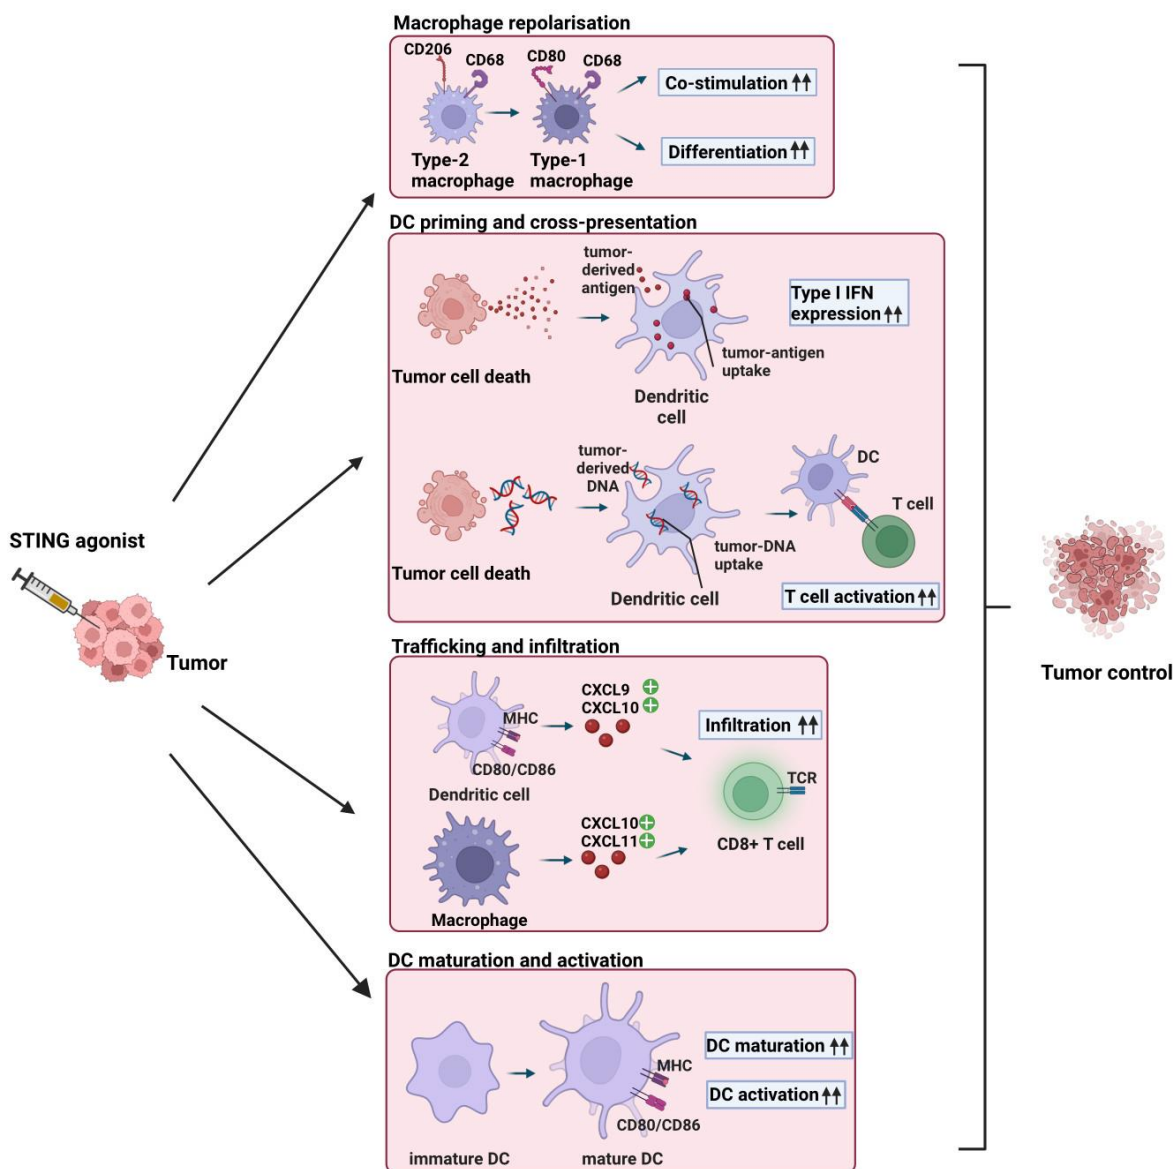 Macrophage repolarisation
CD206
CD68
CD80
CD68
Type-2
macrophage
Type-1
macrophage
Co-stimulation ↑↑
Differentiation ↑↑
DC priming and cross-presentation
tumor-
derived
antigen
Type I IFN
expression ↑↑
tumor-antigen
uptake
Tumor cell death
Dendritic
cell
tumor-
derived
DNA
DC
T cell
tumor-DNA
uptake
Tumor cell death
Dendritic cell
T cell activation ↑↑
STING agonist
Tumor
Trafficking and infiltration
MHC
CD80/CD86
Dendritic cell
CXCL9 +
CXCL10 +
Infiltration ↑↑
TCR
CD8+ T cell
CXCL10 +
CXCL11 +
Macrophage
DC maturation and activation
MHC
CD80/CD86
immature DC
mature DC
DC maturation ↑↑
DC activation ↑↑
Tumor control